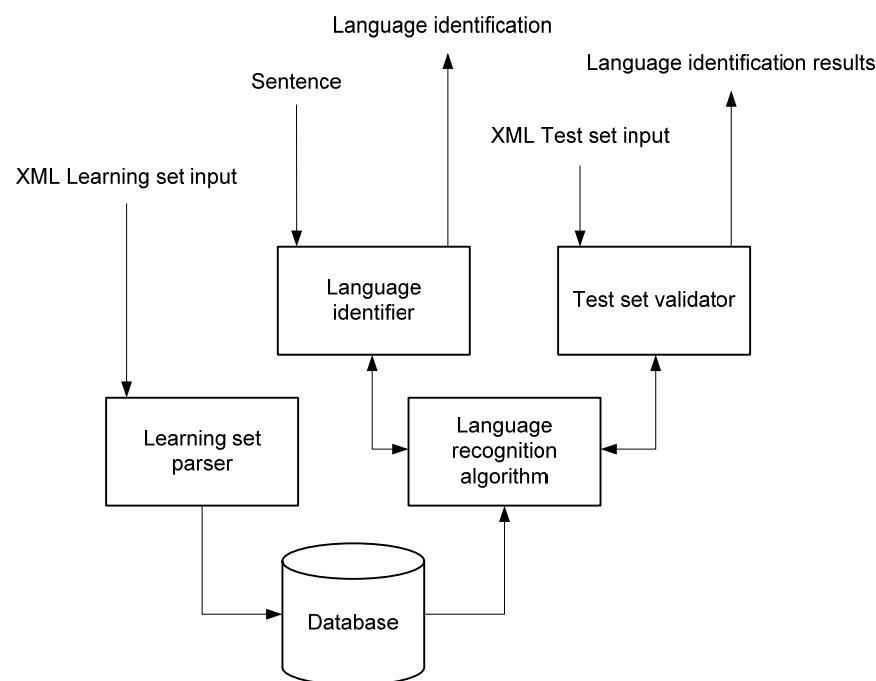 Language identification
Language identification results
Sentence
XML Test set input
XML Learning set input
Language
identifier
Test set validator
Learning set
parser
Language
recognition
algorithm
Database